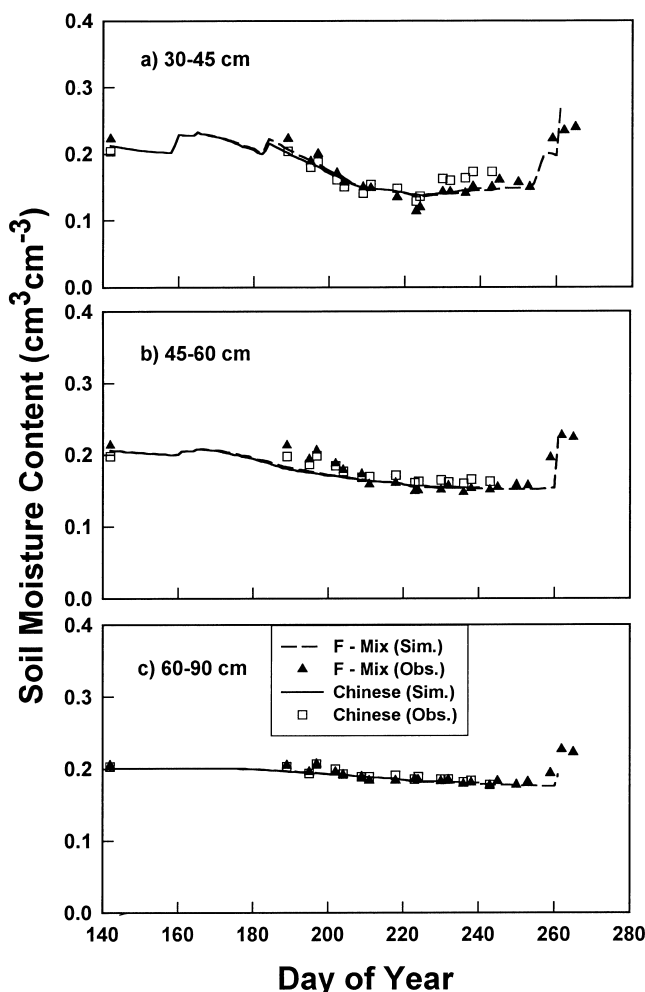 Soil Moisture Content (cm³cm⁻³)
0.4
a) 30-45 cm
0.3
0.2
0.1
0.0
0.4
b) 45-60 cm
0.3
0.2
0.1
0.0
0.4
F - Mix (Sim.)
c) 60-90 cm
F - Mix (Obs.)
0.3
Chinese (Sim.)
Chinese (Obs.)
0.2
0.1
0.0
140 160 180 200 220 240 260 280
Day of Year